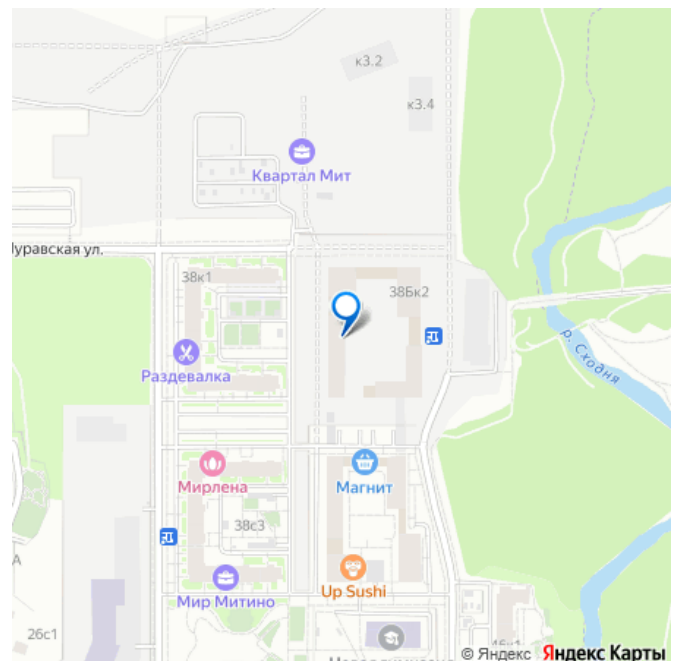 к3.2
к3.4
Квартал Мит
Муравская ул.
38к1
38Бк2
Раздевалка
р. Сходня
Мирлена
Магнит
38с3
А
Up Sushi
Мир Митино
26с1
© Яндекс Яндекс Карты